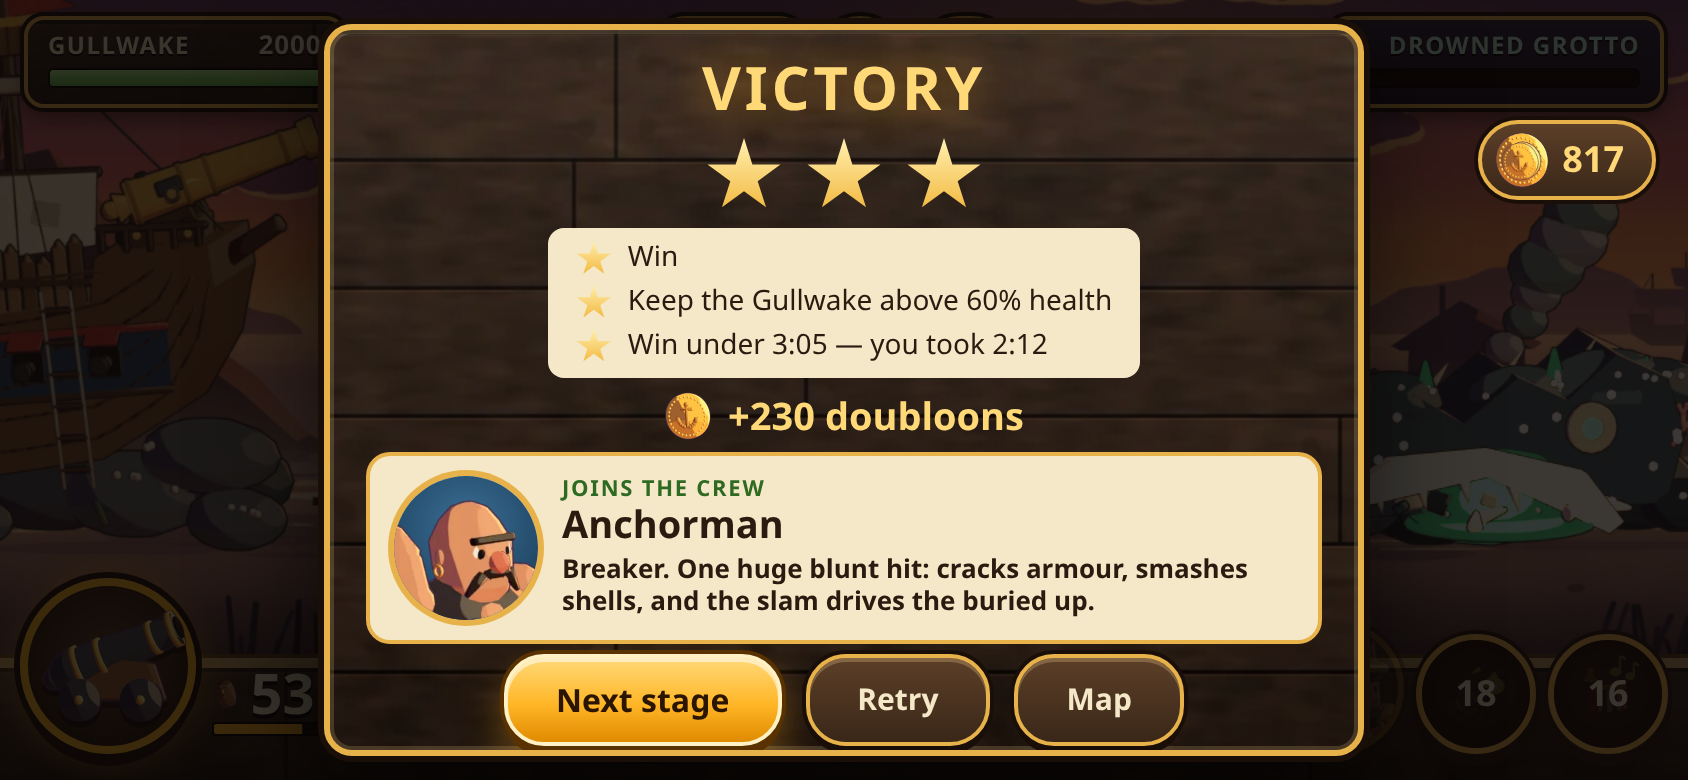 GULLWAKE 2000
DROWNED GROTTO
VICTORY
817
Win
Keep the Gullwake above 60% health
Win under 3:05 — you took 2:12
+230 doubloons
JOINS THE CREW
Anchorman
Breaker. One huge blunt hit: cracks armour, smashes
shells, and the slam drives the buried up.
53
Next stage
Retry
Map
18
16